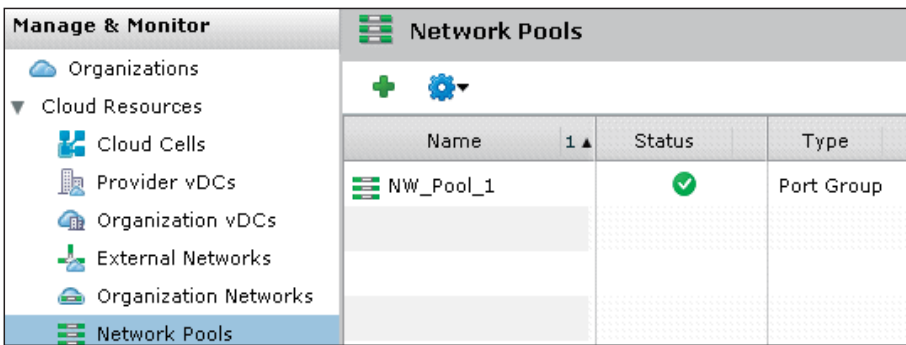 Manage & Monitor
Organizations
Cloud Resources
Cloud Cells
Provider vDCs
Organization vDCs
External Networks
Organization Networks
Network Pools
Network Pools
Name 1 Status Type
NW_Pool_1 Port Group